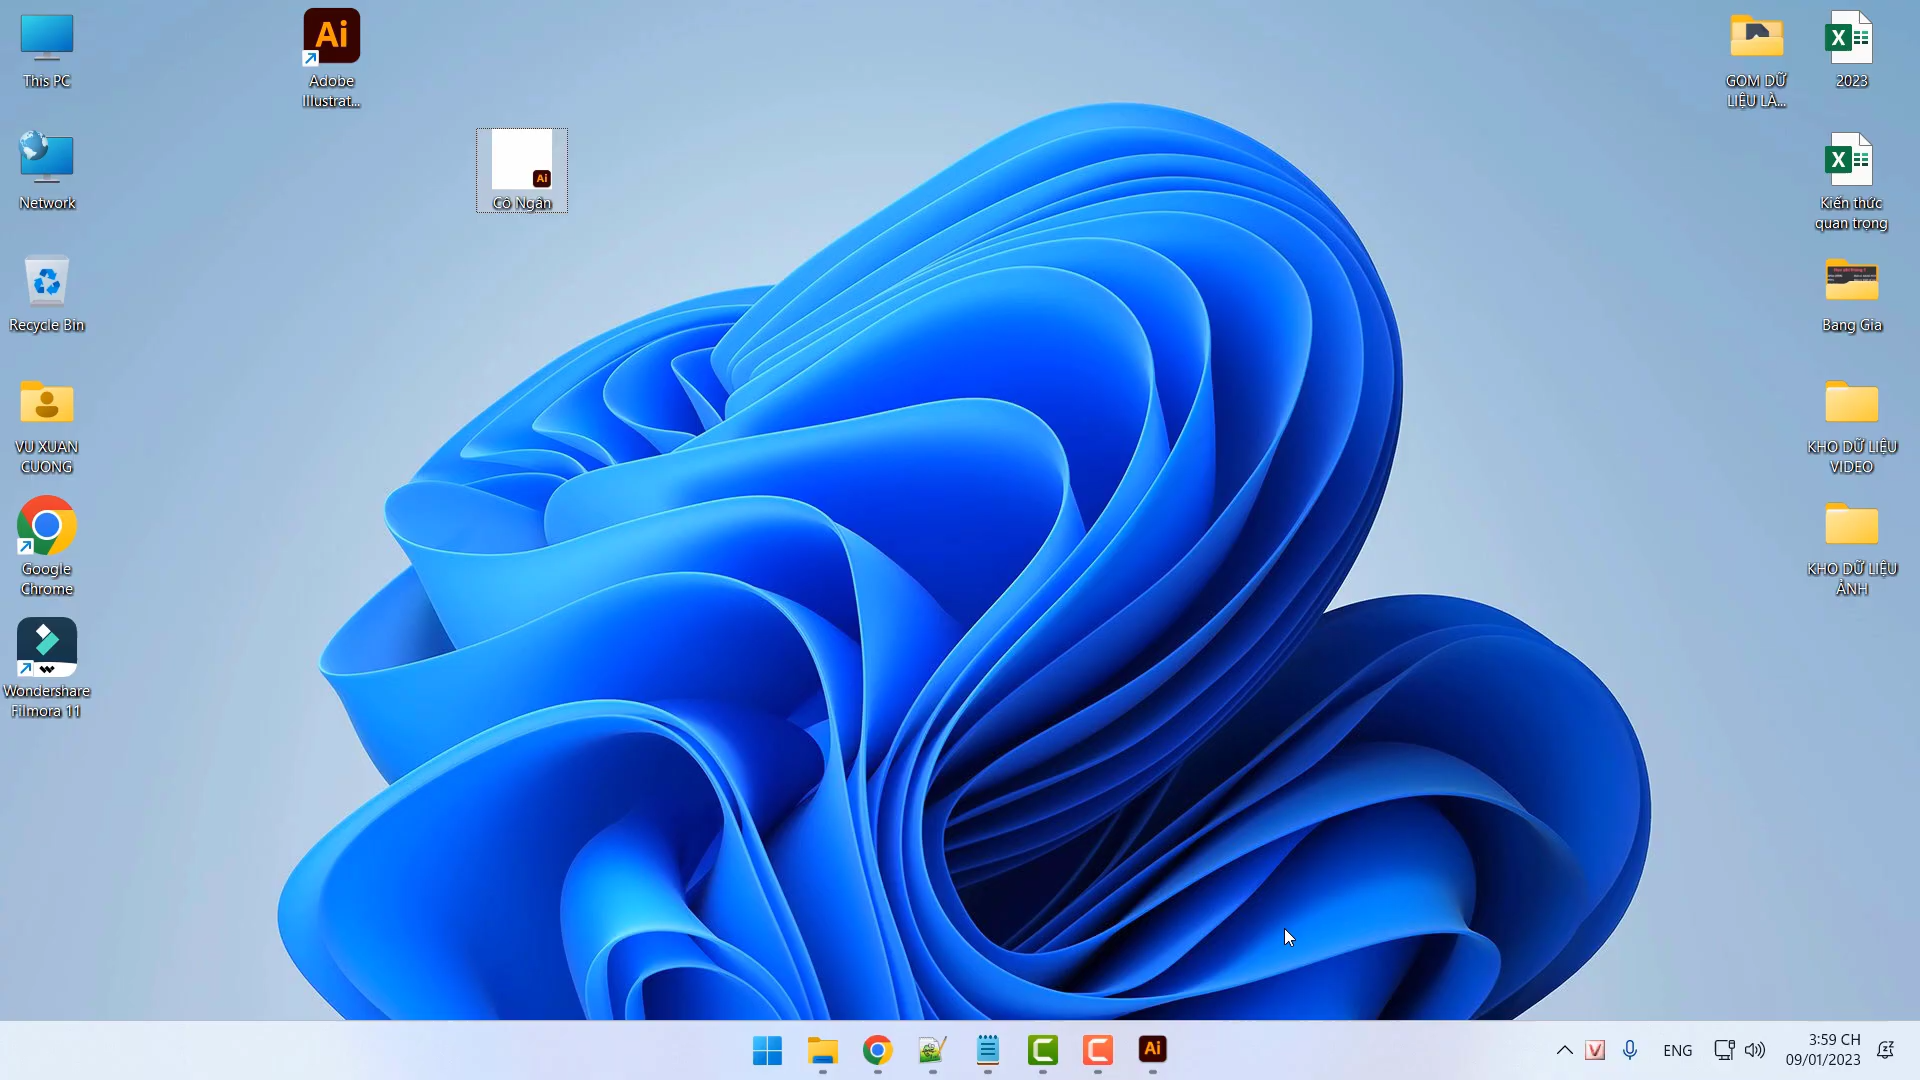 This PC
Network
Recycle Bin
VU XUAN
CUONG
Google
Chrome
Wondershare
Filmora 11
Ai
Adobe
Illustrat...
Ai
Cô Ngân
GOM DỮ
LIỆU LÀ...
X
2023
X
Kiến thức
quan trọng
Bang Gia
KHO DỮ LIỆU
VIDEO
KHO DỮ LIỆU
ẢNH
Ai
V
ENG
3:59 CH
09/01/2023